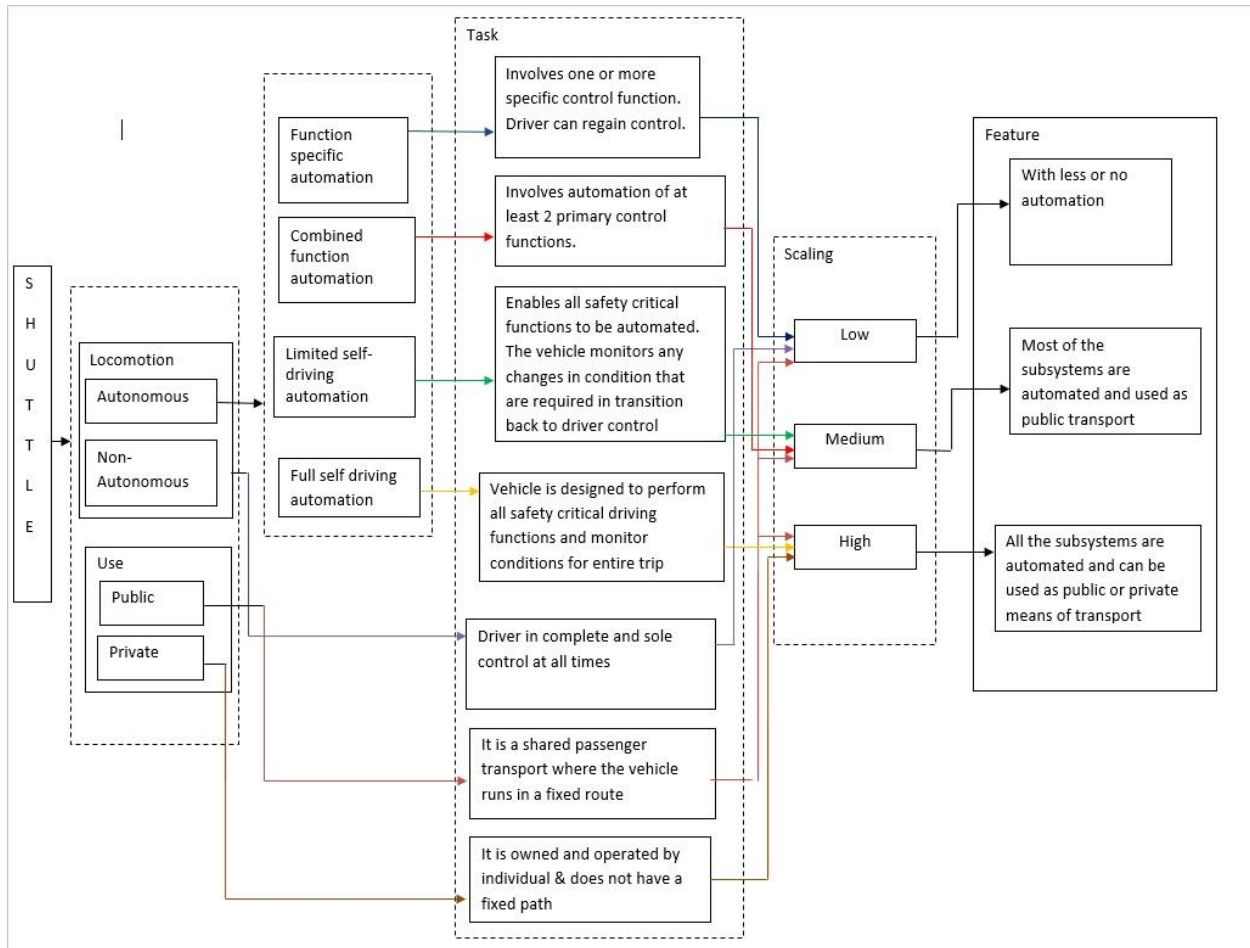 S
H
U
T
T
L
E
Locomotion
Autonomous
Non-
Autonomous
Use
Public
Private
Function
specific
automation
Combined
function
automation
Limited self-
driving
automation
Full self driving
automation
Task
Involves one or more
specific control function.
Driver can regain control.
Involves automation of at
least 2 primary control
functions.
Enables all safety critical
functions to be automated.
The vehicle monitors any
changes in condition that
are required in transition
back to driver control
Vehicle is designed to perform
all safety critical driving
functions and monitor
conditions for entire trip
Driver in complete and sole
control at all times
It is a shared passenger
transport where the vehicle
runs in a fixed route
It is owned and operated by
individual & does not have a
fixed path
Scaling
Low
Medium
High
Feature
With less or no
automation
Most of the
subsystems are
automated and used as
public transport
All the subsystems are
automated and can be
used as public or private
means of transport